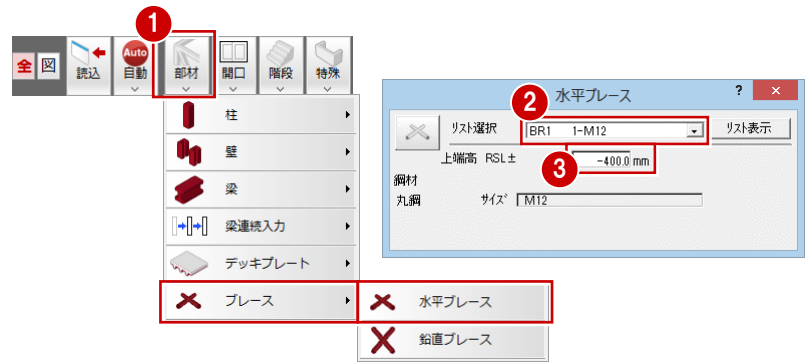 1
全 図 読込 Auto 自動 部材 開口 階段 特殊
柱
壁
梁
梁連続入力
デッキプレート
ブレース
水平ブレース
鉛直ブレース
水平ブレース ? ×
2
リスト選択 BR1 1-M12 リスト表示
上端高 RSL± 3 -400.0 mm
鋼材
丸鋼 サイズ M12